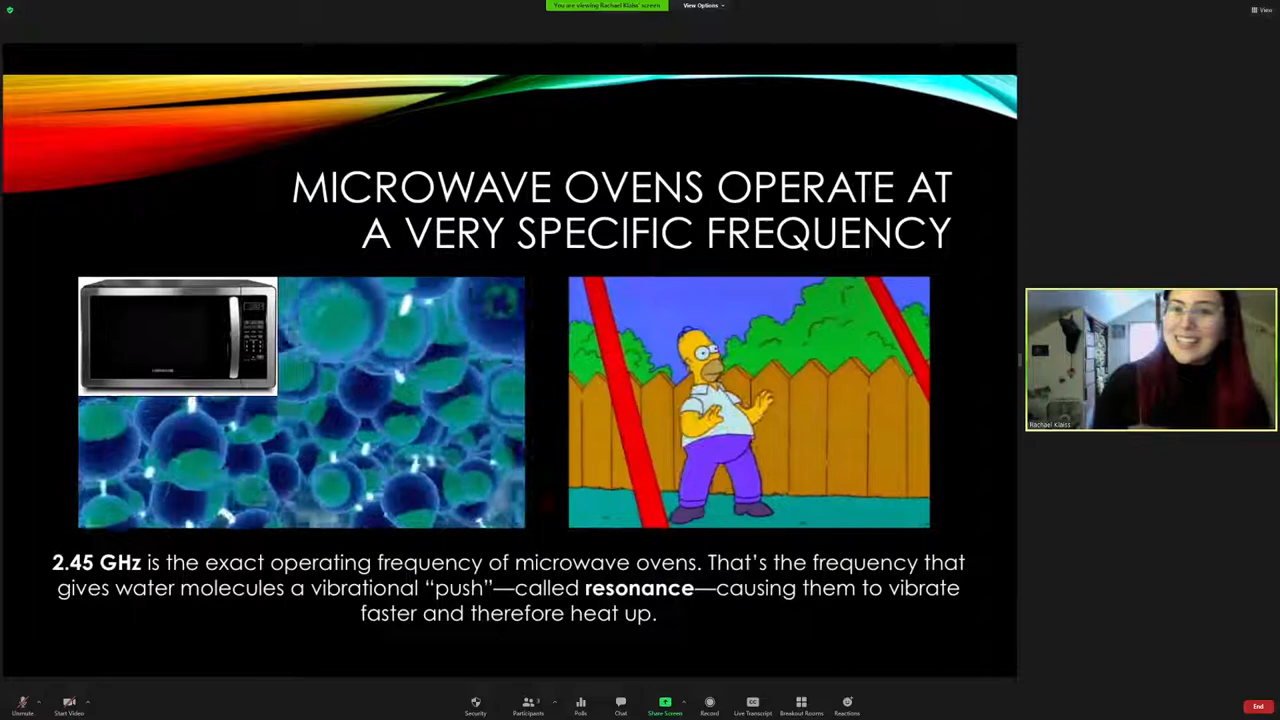 You are viewing Rachael Klaiss' screen
View Options
View
MICROWAVE OVENS OPERATE AT
A VERY SPECIFIC FREQUENCY
2.45 GHz is the exact operating frequency of microwave ovens. That's the frequency that
gives water molecules a vibrational “push”—called resonance—causing them to vibrate
faster and therefore heat up.
Rachael Klaiss
Unmute
Start Video
Security
Participants
3
Polls
Chat
Share Screen
Record
Live Transcript
Breakout Rooms
Reactions
End